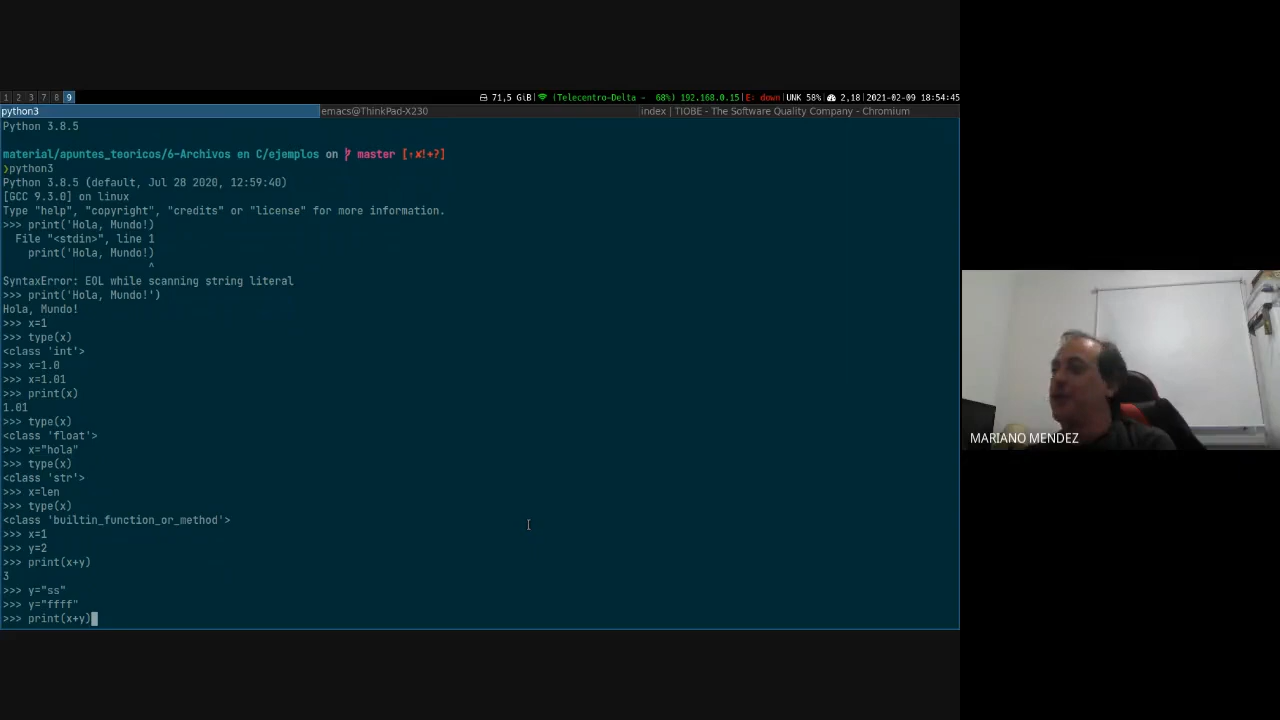 1 2 3 7 8 9
71,5 GiB| (Telecentro-Delta - 68%) 192.168.0.15|E: down|UNK 58%| 2,18|2021-02-09 18:54:45
python3
emacs@ThinkPad-X230
index | TIOBE - The Software Quality Company - Chromium
Python 3.8.5
material/apuntes_teoricos/6-Archivos en C/ejemplos on master [⇡✘!+?]
❯python3
Python 3.8.5 (default, Jul 28 2020, 12:59:40)
[GCC 9.3.0] on linux
Type "help", "copyright", "credits" or "license" for more information.
>>> print('Hola, Mundo!)
File "<stdin>", line 1
print('Hola, Mundo!)
^
SyntaxError: EOL while scanning string literal
>>> print('Hola, Mundo!')
Hola, Mundo!
>>> x=1
>>> type(x)
<class 'int'>
>>> x=1.0
>>> x=1.01
>>> print(x)
1.01
>>> type(x)
<class 'float'>
>>> x="hola"
>>> type(x)
<class 'str'>
>>> x=len
>>> type(x)
<class 'builtin_function_or_method'>
>>> x=1
>>> y=2
>>> print(x+y)
3
>>> y="ss"
>>> y="ffff"
>>> print(x+y)
MARIANO MENDEZ